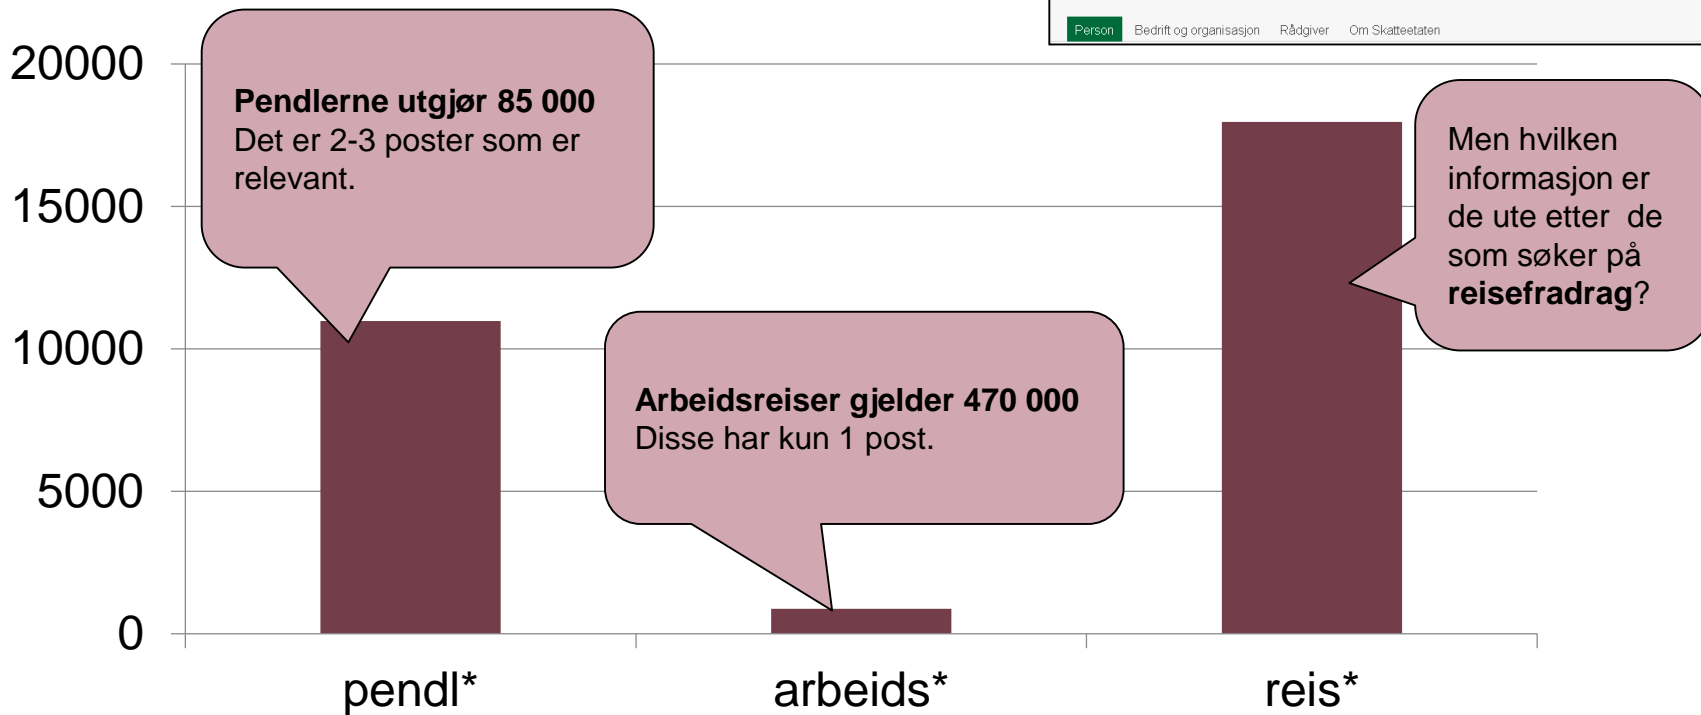 Person Bedrift og organisasjon Rådgiver Om Skatteetaten
20000
15000
10000
5000
0
Pendlerne utgjør 85 000
Det er 2-3 poster som er
relevant.
Arbeidsreiser gjelder 470 000
Disse har kun 1 post.
Men hvilken
informasjon er
de ute etter de
som søker på
reisefradrag?
pendl* arbeids* reis*